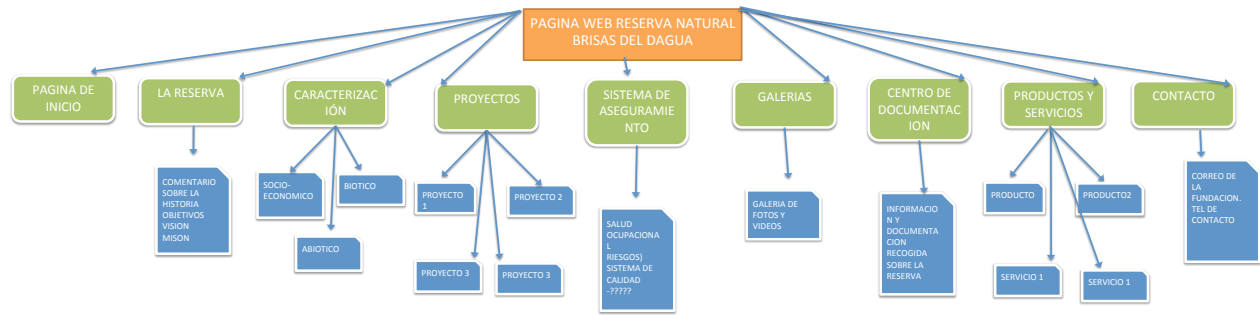 PAGINA WEB RESERVA NATURAL
BRISAS DEL DAGUA
PAGINA DE
INICIO
LA RESERVA
CARACTERIZAC
IÓN
PROYECTOS
SISTEMA DE
ASEGURAMIE
NTO
GALERIAS
CENTRO DE
DOCUMENTAC
ION
PRODUCTOS Y
SERVICIOS
CONTACTO
COMENTARIO
SOBRE LA
HISTORIA
OBJETIVOS
VISION
MISON
SOCIO-
ECONOMICO
BIOTICO
ABIOTICO
PROYECTO
1
PROYECTO 2
PROYECTO 3
PROYECTO 3
SALUD
OCUPACIONA
L
RIESGOS)
SISTEMA DE
CALIDAD
-?????
GALERIA DE
FOTOS Y
VIDEOS
INFORMACIO
N Y
DOCUMENTA
CION
RECOGIDA
SOBRE LA
RESERVA
PRODUCTO
PRODUCTO2
SERVICIO 1
SERVICIO 1
CORREO DE
LA
FUNDACION.
TEL DE
CONTACTO